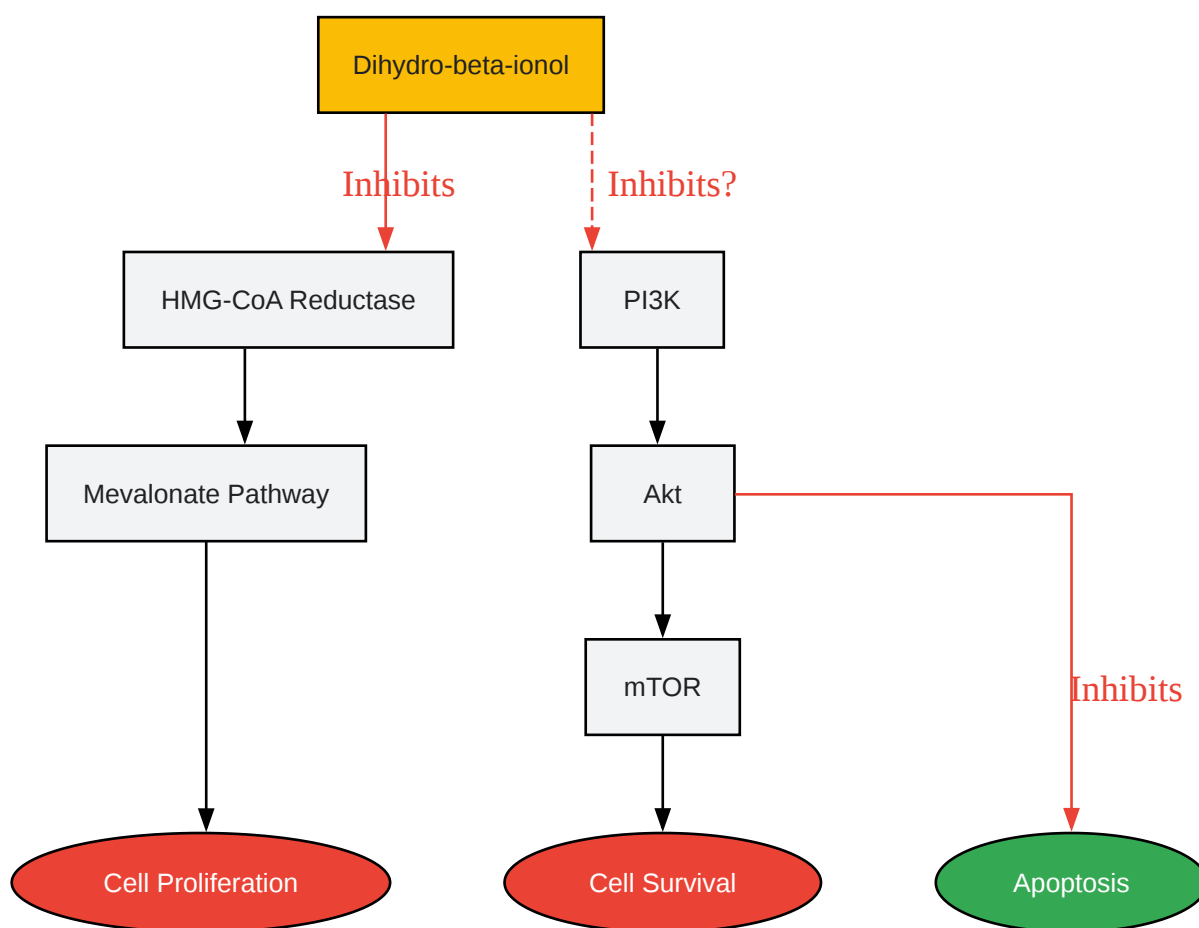 Dihydro-beta-ionol
Inhibits
Inhibits?
HMG-CoA Reductase
PI3K
Mevalonate Pathway
Akt
mTOR
Inhibits
Cell Proliferation
Cell Survival
Apoptosis